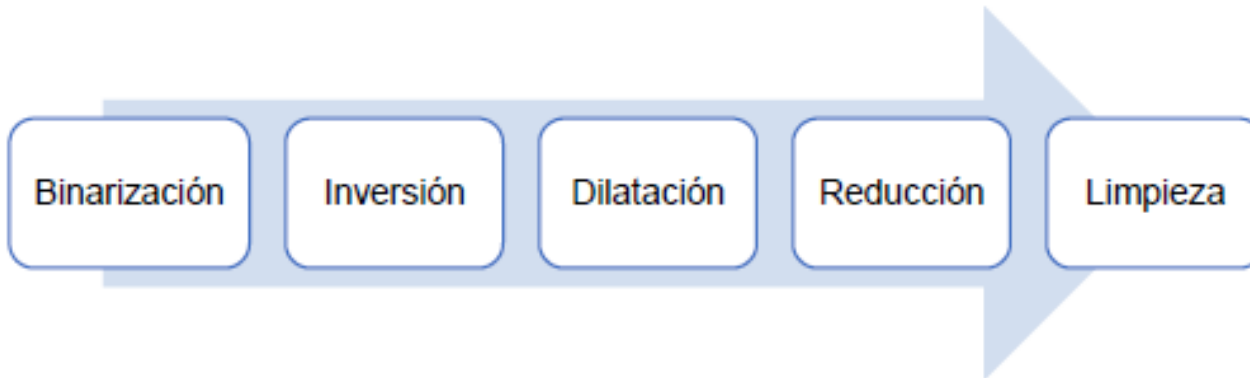 Binarización
Inversión
Dilatación
Reducción
Limpieza